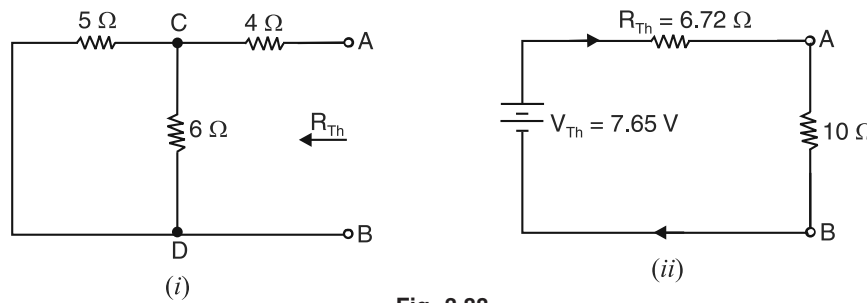 5 Ω C 4 Ω A
6 Ω R_Th
D B
(i)
R_Th = 6.72 Ω A
V_Th = 7.65 V 10 Ω
B
(ii)